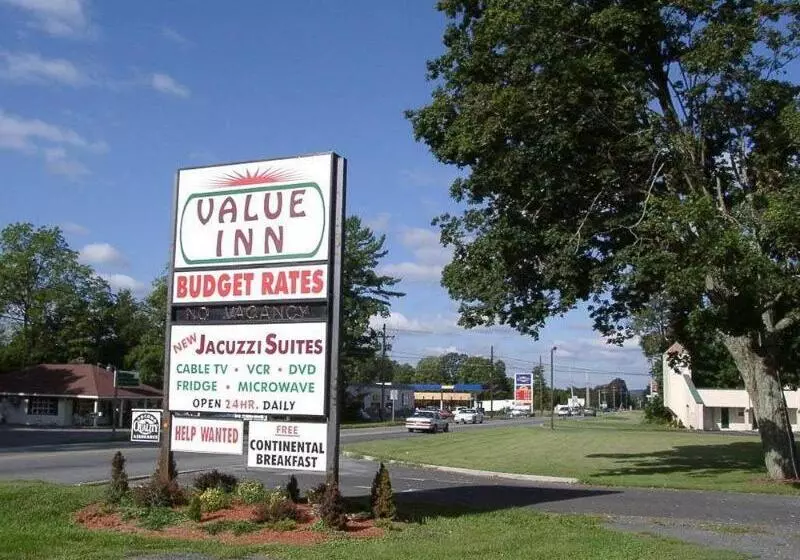 VALUE
INN
BUDGET RATES
NO VACANCY
NEW JACUZZI SUITES
CABLE TV • VCR • DVD
FRIDGE • MICROWAVE
OPEN 24HR. DAILY
HELP WANTED
FREE
CONTINENTAL
BREAKFAST
QUALITY